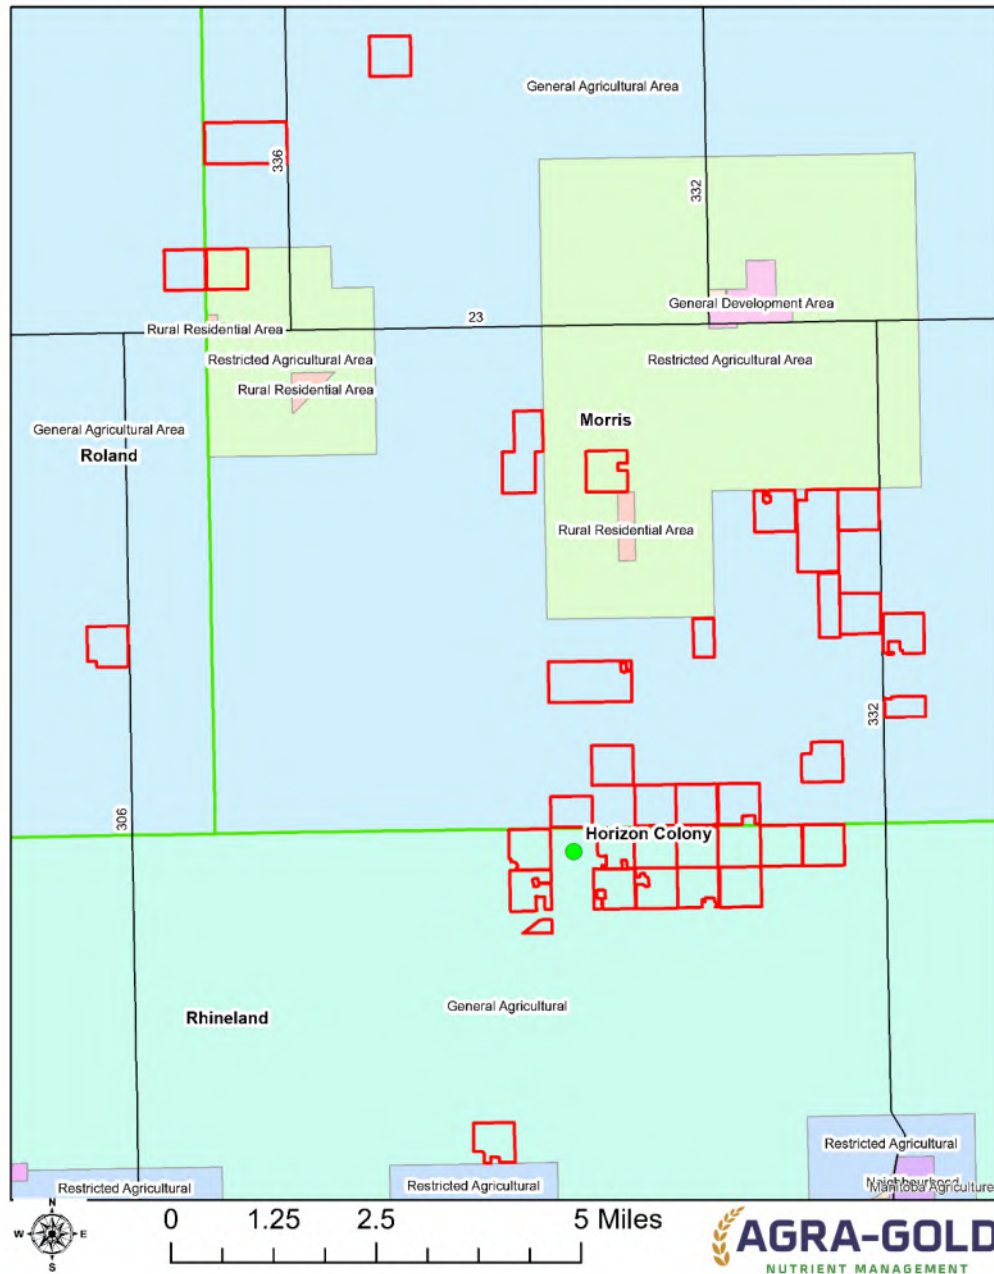 General Agricultural Area
336
332
General Development Area
23
Rural Residential Area
Restricted Agricultural Area
Restricted Agricultural Area
Rural Residential Area
Morris
General Agricultural Area
Roland
Rural Residential Area
332
306
Horizon Colony
General Agricultural
Rhineland
Restricted Agricultural
Restricted Agricultural
Restricted Agricultural
Neighbourhood
Manitoba Agriculture
N
W E
S
0 1.25 2.5 5 Miles
AGRA-GOLD
NUTRIENT MANAGEMENT